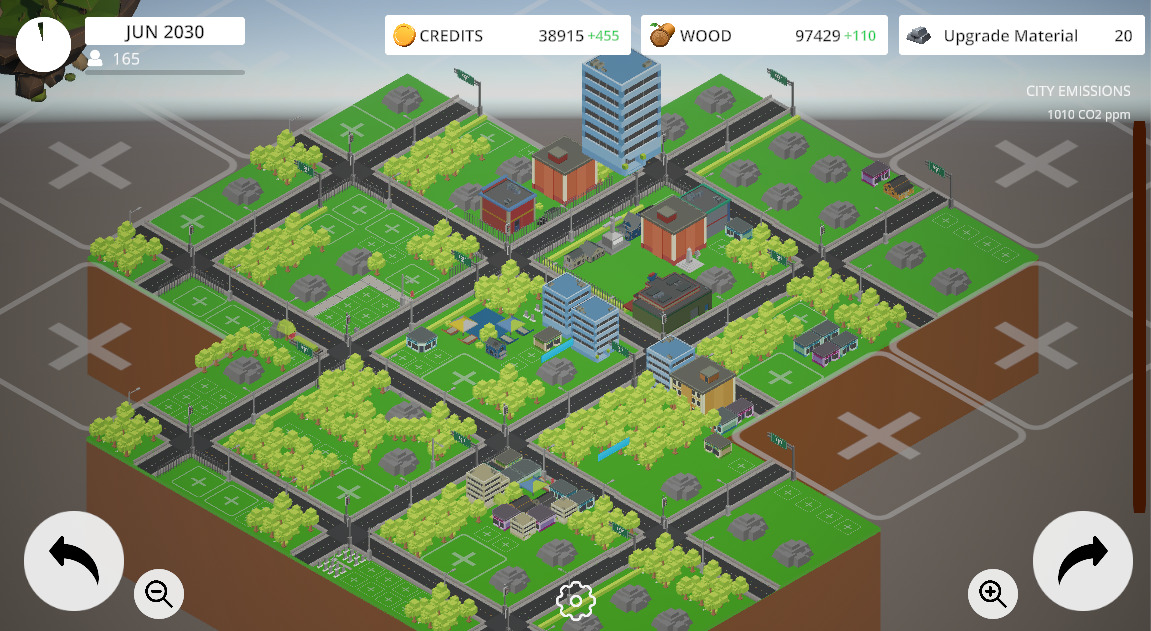 JUN 2030
165
CREDITS 38915 +455
WOOD 97429 +110
Upgrade Material 20
CITY EMISSIONS
1010 CO2 ppm